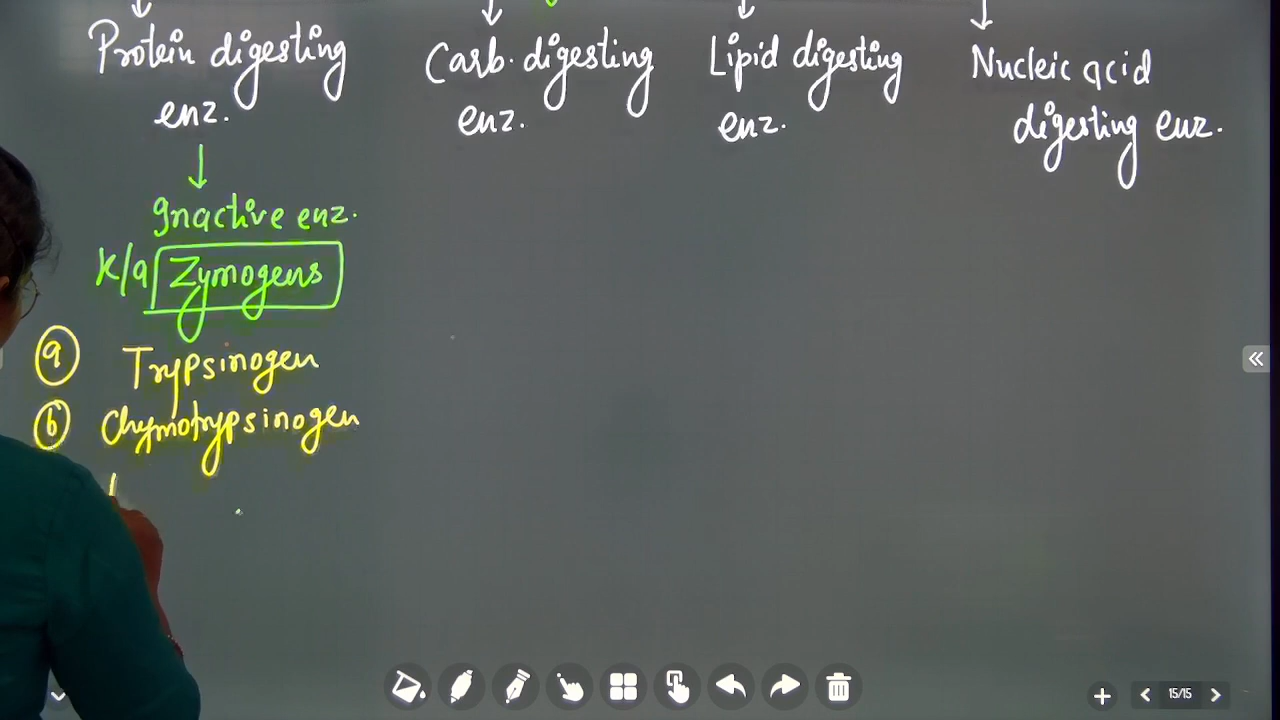 Protein digesting
enz.
Carb. digesting
enz.
Lipid digesting
enz.
Nucleic acid
digesting enz.
Inactive enz.
K/a Zymogens
a Trypsinogen
b Chymotrypsinogen
15/15